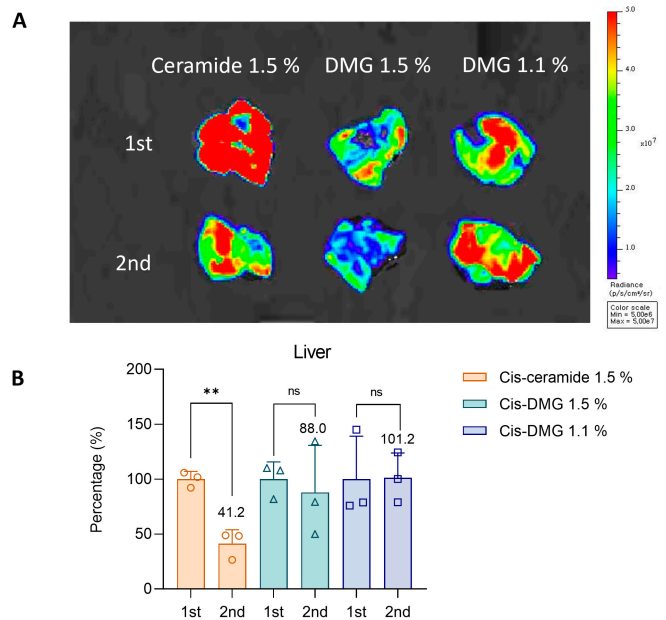 A
Ceramide 1.5 %
DMG 1.5 %
DMG 1.1 %
1st
2nd
5.0
4.0
3.0
x10⁷
2.0
1.0
Radiance
(p/s/cm²/sr)
Color scale
Min = 5.00e6
Max = 5.00e7
B
Liver
Percentage (%)
200
150
100
50
0
**
ns
ns
41.2
88.0
101.2
1st
2nd
1st
2nd
1st
2nd
Cis-ceramide 1.5 %
Cis-DMG 1.5 %
Cis-DMG 1.1 %